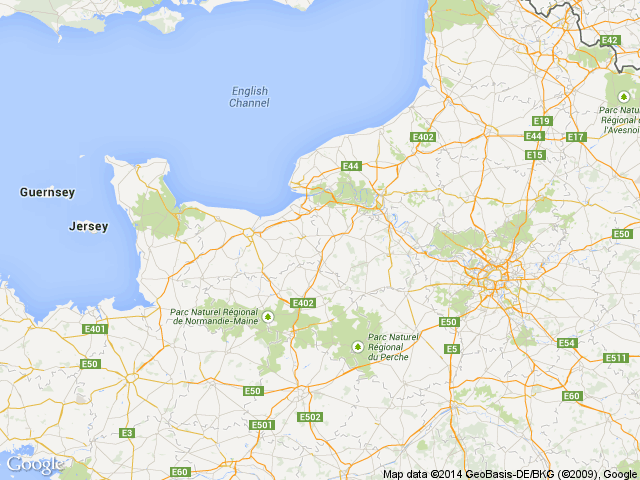 English
Channel
E42
Parc Naturel
Régional de
l'Avesnois
E19
E44
E17
E402
E15
E44
Guernsey
Jersey
E50
E402
Parc Naturel Régional
de Normandie-Maine
E401
E50
E54
Parc Naturel
Régional
du Perche
E5
E511
E50
E50
E60
E501
E502
E3
E60
Google
Map data ©2014 GeoBasis-DE/BKG (©2009), Google